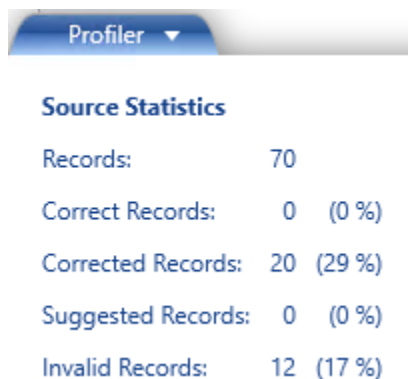 Profiler
Source Statistics
Records: 70
Correct Records: 0 (0 %)
Corrected Records: 20 (29 %)
Suggested Records: 0 (0 %)
Invalid Records: 12 (17 %)